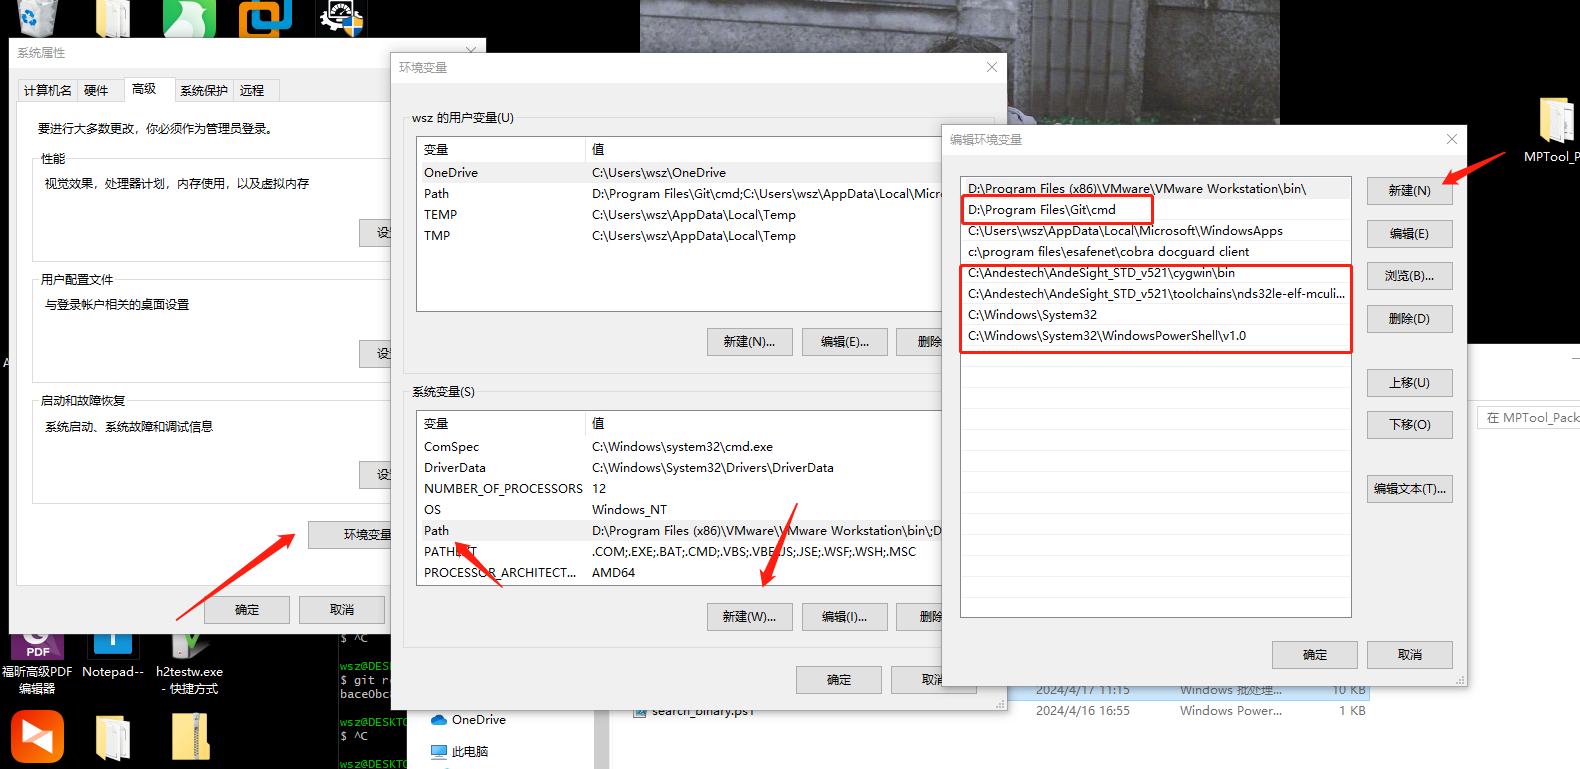 系统属性
计算机名
硬件
高级
系统保护
远程
要进行大多数更改，你必须作为管理员登录。
性能
视觉效果，处理器计划，内存使用，以及虚拟内存
用户配置文件
与登录帐户相关的桌面设置
启动和故障恢复
系统启动、系统故障和调试信息
环境变量
确定
取消
环境变量
wsz 的用户变量(U)
变量
值
OneDrive
C:\Users\wsz\OneDrive
Path
D:\Program Files\Git\cmd;C:\Users\wsz\AppData\Local\Micro
TEMP
C:\Users\wsz\AppData\Local\Temp
TMP
C:\Users\wsz\AppData\Local\Temp
新建(N)...
编辑(E)...
删除
系统变量(S)
变量
值
ComSpec
C:\Windows\system32\cmd.exe
DriverData
C:\Windows\System32\Drivers\DriverData
NUMBER_OF_PROCESSORS
12
OS
Windows_NT
Path
D:\Program Files (x86)\VMware\VMware Workstation\bin\;D
PATHEXT
.COM;.EXE;.BAT;.CMD;.VBS;.VBE;.JS;.JSE;.WSF;.WSH;.MSC
PROCESSOR_ARCHITECT...
AMD64
新建(W)...
编辑(I)...
删除
确定
取消
编辑环境变量
D:\Program Files (x86)\VMware\VMware Workstation\bin\
D:\Program Files\Git\cmd
C:\Users\wsz\AppData\Local\Microsoft\WindowsApps
c:\program files\esafenet\cobra docguard client
C:\Andestech\AndeSight_STD_v521\cygwin\bin
C:\Andestech\AndeSight_STD_v521\toolchains\nds32le-elf-mculi...
C:\Windows\System32
C:\Windows\System32\WindowsPowerShell\v1.0
新建(N)
编辑(E)
浏览(B)...
删除(D)
上移(U)
下移(O)
编辑文本(T)...
确定
取消
MPTool_P
在 MPTool_Pack
PDF
福昕高级PDF
编辑器
Notepad--
h2testw.exe
- 快捷方式
$ ^C
wsz@DESK
$ git re
wsz@DESKTO
$ ^C
wsz@DESKTO
OneDrive
此电脑
2024/4/17 11:15
Windows 批处理...
10 KB
search_binary.ps1
2024/4/16 16:55
Windows Power...
1 KB